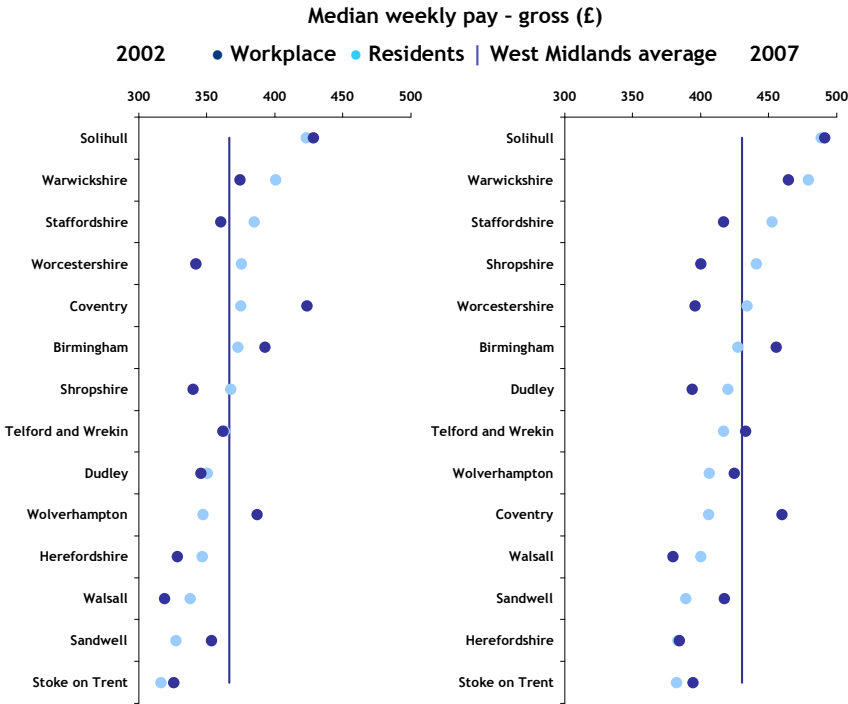 Median weekly pay - gross (£)
2002 Workplace Residents West Midlands average 2007
300 350 400 450 500 300 350 400 450 500
Solihull Solihull
Warwickshire Warwickshire
Staffordshire Staffordshire
Worcestershire Shropshire
Coventry Worcestershire
Birmingham Birmingham
Shropshire Dudley
Telford and Wrekin Telford and Wrekin
Dudley Wolverhampton
Wolverhampton Coventry
Herefordshire Walsall
Walsall Sandwell
Sandwell Herefordshire
Stoke on Trent Stoke on Trent